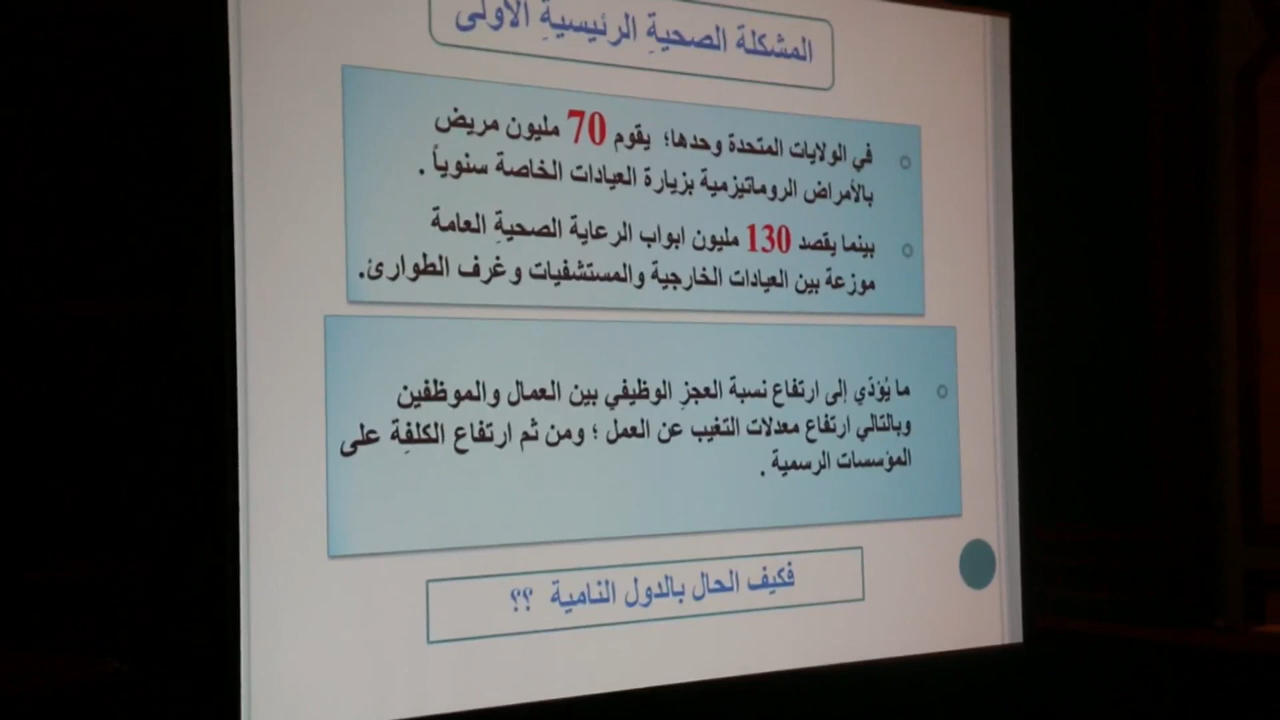 المشكلة الصحيةِ الرئيسيةِ الأولى
في الولايات المتحدة وحدها؛ يقوم 70 مليون مريض
بالأمراض الروماتيزمية بزيارة العيادات الخاصة سنوياً .
بينما يقصد 130 مليون ابواب الرعاية الصحيةِ العامة
موزعة بين العيادات الخارجية والمستشفيات وغرف الطوارئ.
ما يُؤدّي إلى ارتفاع نسبة العجزِ الوظيفي بين العمال والموظفين
وبالتالي ارتفاع معدلات التغيب عن العمل ؛ ومن ثم ارتفاع الكلفِة على
المؤسسات الرسمية .
فكيف الحال بالدول النامية ؟؟